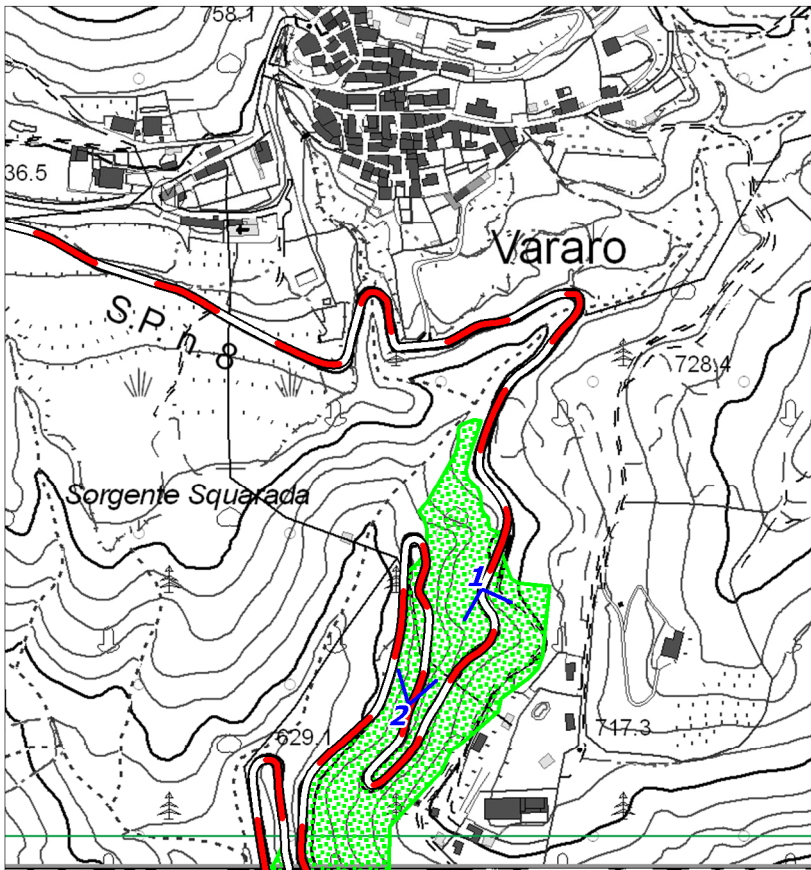 758.1
36.5
Vararo
S.P. n. 8
728.4
Sorgente Squarada
1
2
717.3
629.1